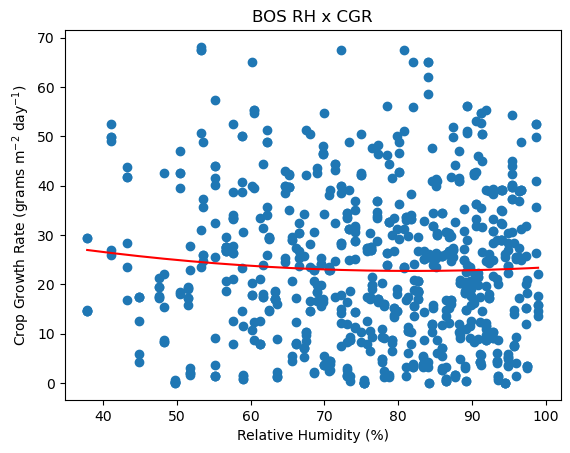 BOS RH x CGR
70
60
50
40
30
20
10
0
Crop Growth Rate (grams m⁻² day⁻¹)
40 50 60 70 80 90 100
Relative Humidity (%)